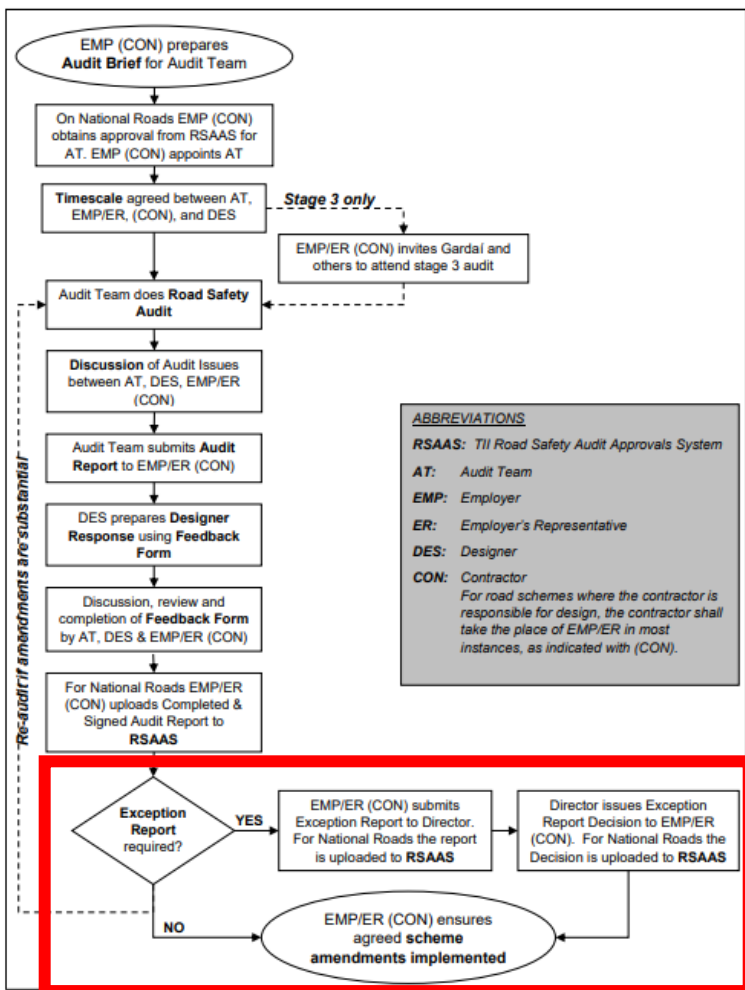 EMP (CON) prepares
Audit Brief for Audit Team
On National Roads EMP (CON)
obtains approval from RSAAS for
AT. EMP (CON) appoints AT
Timescale agreed between AT,
EMP/ER, (CON), and DES
Stage 3 only
EMP/ER (CON) invites Gardaí and
others to attend stage 3 audit
Audit Team does Road Safety
Audit
Discussion of Audit Issues
between AT, DES, EMP/ER
(CON)
Audit Team submits Audit
Report to EMP/ER (CON)
DES prepares Designer
Response using Feedback
Form
Discussion, review and
completion of Feedback Form
by AT, DES & EMP/ER (CON)
For National Roads EMP/ER
(CON) uploads Completed &
Signed Audit Report to
RSAAS
Re-audit if amendments are substantial
ABBREVIATIONS
RSAAS: TII Road Safety Audit Approvals System
AT: Audit Team
EMP: Employer
ER: Employer's Representative
DES: Designer
CON: Contractor
For road schemes where the contractor is
responsible for design, the contractor shall
take the place of EMP/ER in most
instances, as indicated with (CON).
Exception
Report
required?
YES
EMP/ER (CON) submits
Exception Report to Director.
For National Roads the report
is uploaded to RSAAS
Director issues Exception
Report Decision to EMP/ER
(CON). For National Roads the
Decision is uploaded to RSAAS
NO
EMP/ER (CON) ensures
agreed scheme
amendments implemented